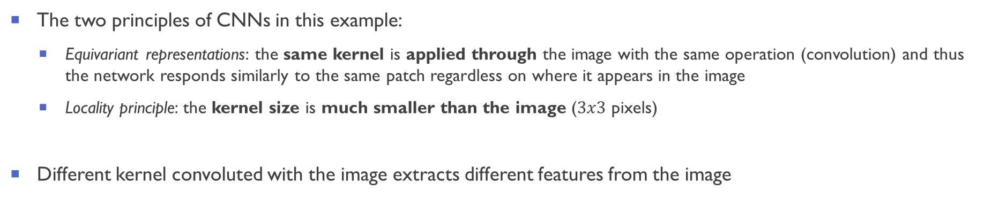 The two principles of CNNs in this example:
Equivariant representations: the same kernel is applied through the image with the same operation (convolution) and thus
the network responds similarly to the same patch regardless on where it appears in the image
Locality principle: the kernel size is much smaller than the image (3x3 pixels)
Different kernel convoluted with the image extracts different features from the image